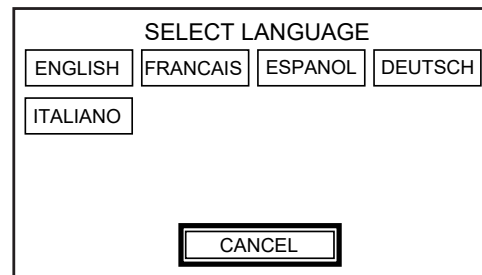 SELECT LANGUAGE
ENGLISH FRANCAIS ESPANOL DEUTSCH
ITALIANO
CANCEL